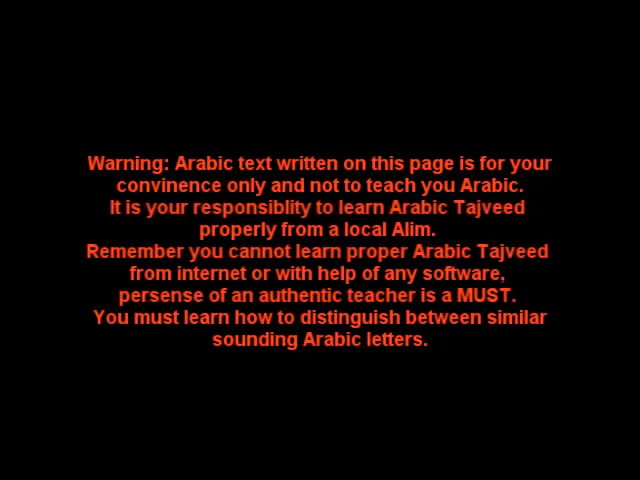 Warning: Arabic text written on this page is for your
convinence only and not to teach you Arabic.
It is your responsiblity to learn Arabic Tajveed
properly from a local Alim.
Remember you cannot learn proper Arabic Tajveed
from internet or with help of any software,
persense of an authentic teacher is a MUST.
You must learn how to distinguish between similar
sounding Arabic letters.